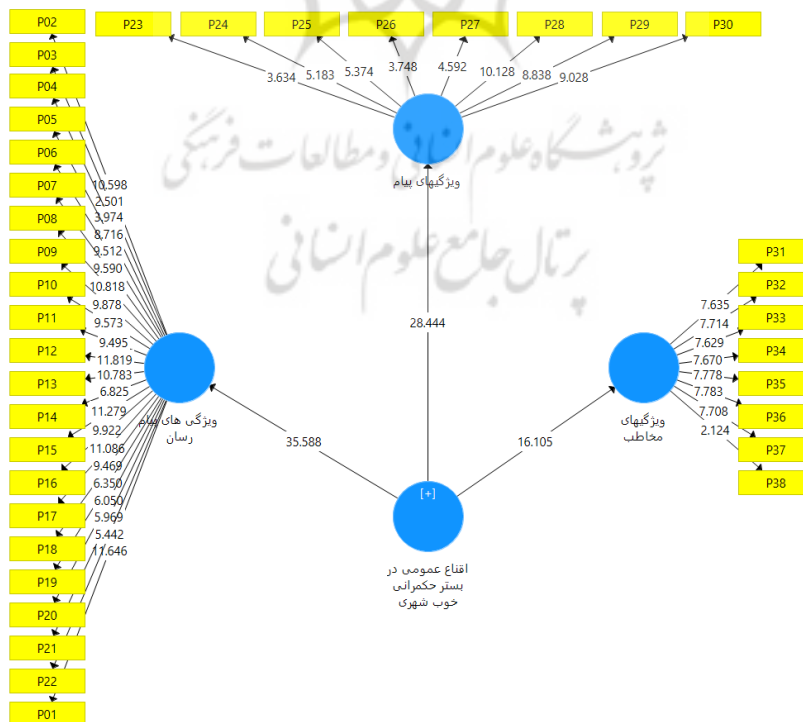 P23 P24 P25 P26 P27 P28 P29 P30
3.634 5.183 5.374 3.748 4.592 10.128 8.838 9.028
ویژگیهای پیام
پژوهشگاه علوم انسانی و مطالعات فرهنگی
پرتال جامع علوم انسانی
28.444
P02
P03
P04
P05
P06
P07
P08
P09
P10
P11
P12
P13
P14
P15
P16
P17
P18
P19
P20
P21
P22
P01
10.598
2.501
3.974
8.716
9.512
9.590
10.818
9.878
9.573
9.495
11.819
10.783
6.825
11.279
9.922
11.086
9.469
6.350
6.050
5.969
5.442
11.646
ویژگی های پیام
رسان
35.588
16.105
[+]
اقناع عمومی در
بستر حکمرانی
خوب شهری
ویژگیهای
مخاطب
7.635
7.714
7.629
7.670
7.778
7.783
7.708
2.124
P31
P32
P33
P34
P35
P36
P37
P38